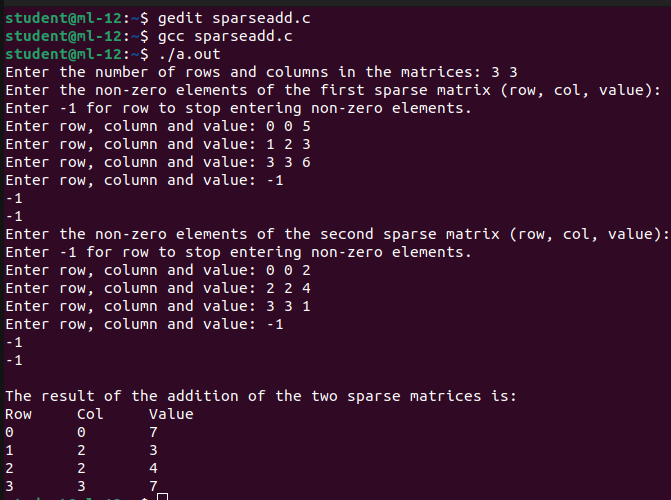 student@ml-12:~$ gedit sparseadd.c
student@ml-12:~$ gcc sparseadd.c
student@ml-12:~$ ./a.out
Enter the number of rows and columns in the matrices: 3 3
Enter the non-zero elements of the first sparse matrix (row, col, value):
Enter -1 for row to stop entering non-zero elements.
Enter row, column and value: 0 0 5
Enter row, column and value: 1 2 3
Enter row, column and value: 3 3 6
Enter row, column and value: -1
-1
-1
Enter the non-zero elements of the second sparse matrix (row, col, value):
Enter -1 for row to stop entering non-zero elements.
Enter row, column and value: 0 0 2
Enter row, column and value: 2 2 4
Enter row, column and value: 3 3 1
Enter row, column and value: -1
-1
-1
The result of the addition of the two sparse matrices is:
Row Col Value
0 0 7
1 2 3
2 2 4
3 3 7